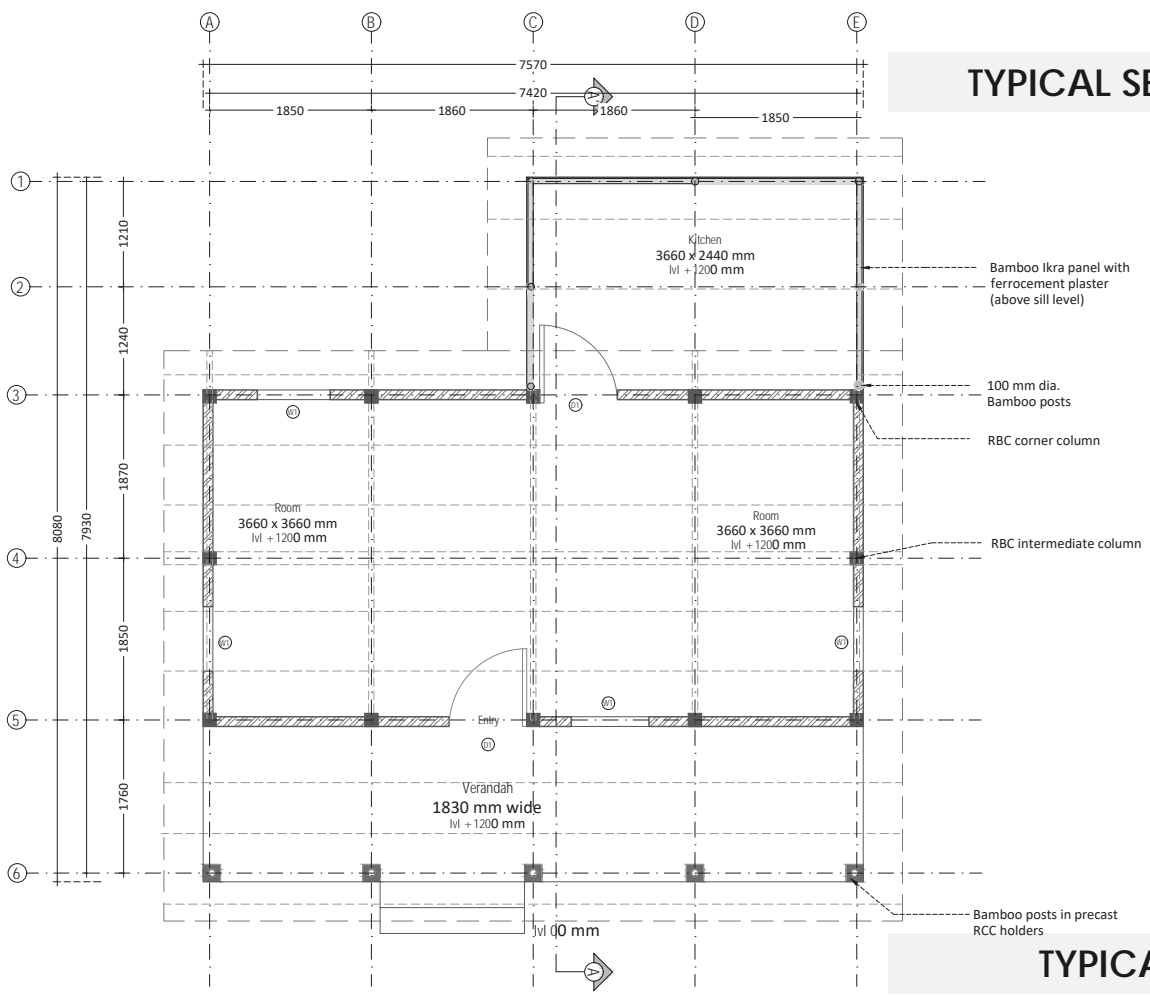 A B C D E
TYPICAL SE
7570
7420
1850 1860 1860 1850
A
1
1210
Kitchen
3660 x 2440 mm
lvl +1200 mm
Bamboo Ikra panel with
ferrocement plaster
(above sill level)
2
1240
100 mm dia.
Bamboo posts
3
W1
D1
RBC corner column
1870
Room
3660 x 3660 mm
lvl +1200 mm
Room
3660 x 3660 mm
lvl +1200 mm
8080
7930
RBC intermediate column
4
1850
W1
W1
W1
5
Entry
D1
1760
Verandah
1830 mm wide
lvl +1200 mm
6
Bamboo posts in precast
RCC holders
lvl 00 mm
TYPICA
A